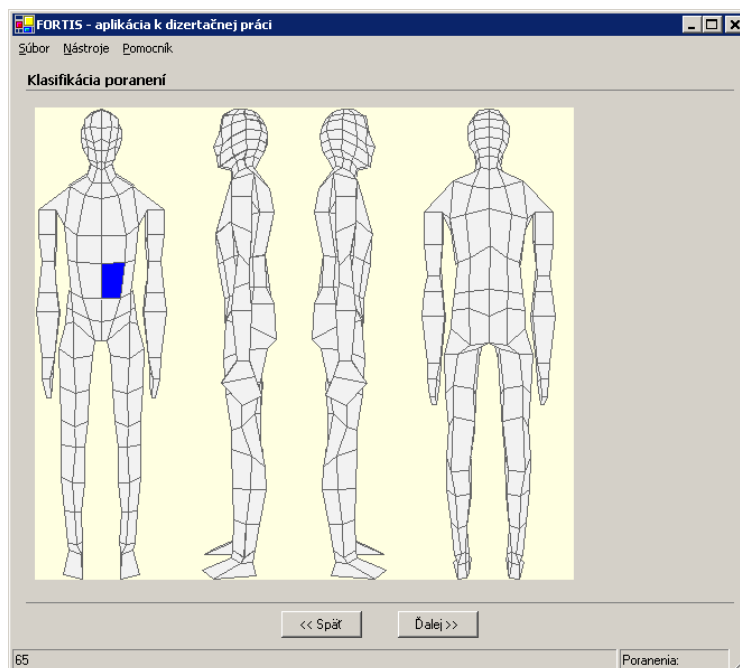 FORTIS - aplikácia k dizertačnej práci
Súbor Nástroje Pomocník
Klasifikácia poranení
<< Späť Ďalej >>
65 Poranenia: